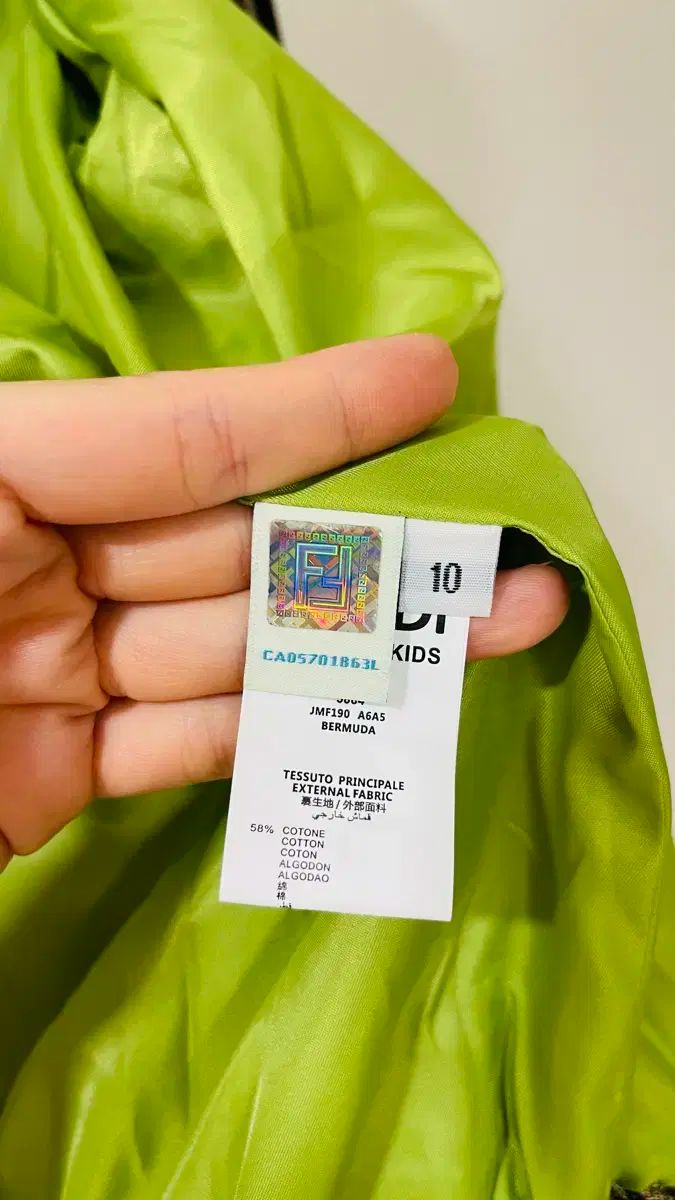 10
CA05701863L
KIDS
JMF190 A6A5
BERMUDA
TESSUTO PRINCIPALE
EXTERNAL FABRIC
裏生地 / 外部面料
قماش خارجي
58% COTONE
COTTON
COTON
ALGODON
ALGODAO
綿
棉